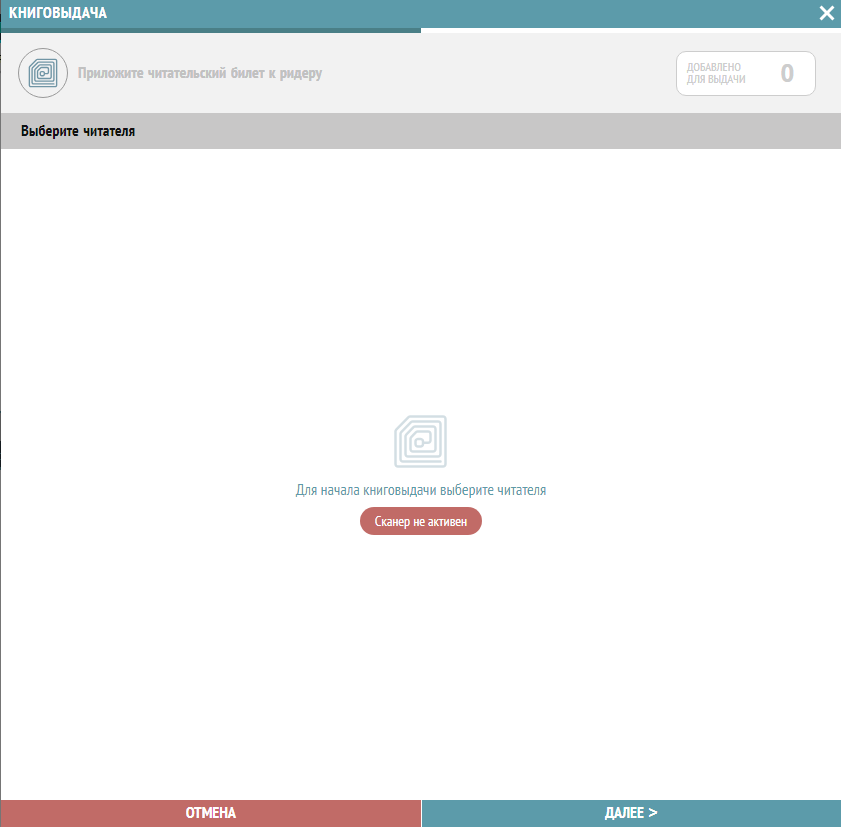 КНИГОВЫДАЧА
Приложите читательский билет к ридеру
ДОБАВЛЕНО
ДЛЯ ВЫДАЧИ
0
Выберите читателя
Для начала книговыдачи выберите читателя
Сканер не активен
ОТМЕНА
ДАЛЕЕ >